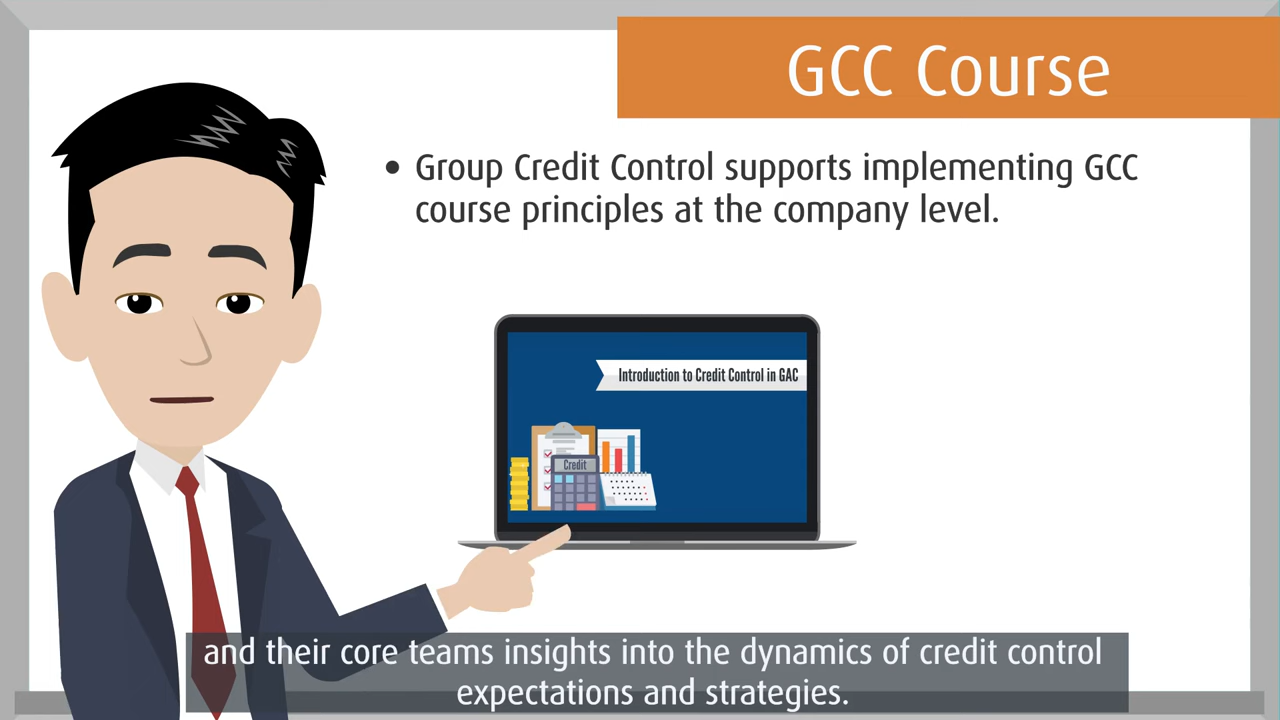 GCC Course
• Group Credit Control supports implementing GCC
course principles at the company level.
Introduction to Credit Control in GAC
Credit
and their core teams insights into the dynamics of credit control
expectations and strategies.